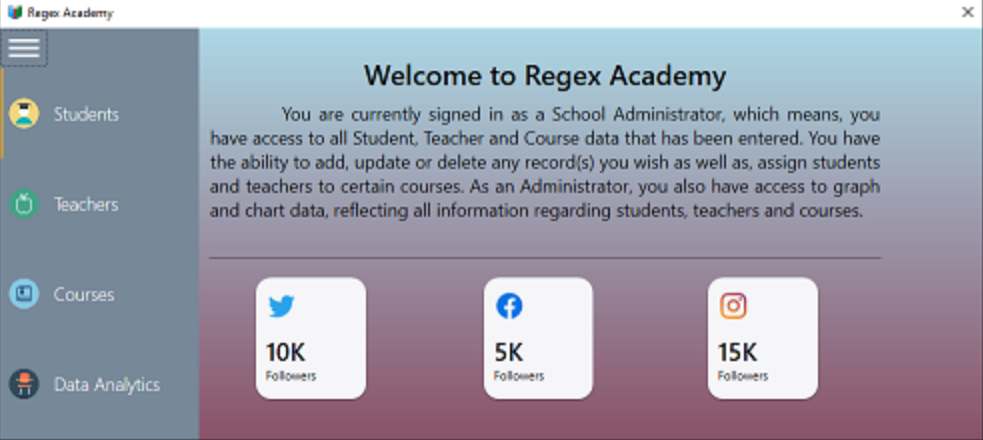 Regex Academy
Students
Teachers
Courses
Data Analytics
Welcome to Regex Academy
You are currently signed in as a School Administrator, which means, you
have access to all Student, Teacher and Course data that has been entered. You have
the ability to add, update or delete any record(s) you wish as well as, assign students
and teachers to certain courses. As an Administrator, you also have access to graph
and chart data, reflecting all information regarding students, teachers and courses.
10K
Followers
5K
Followers
15K
Followers